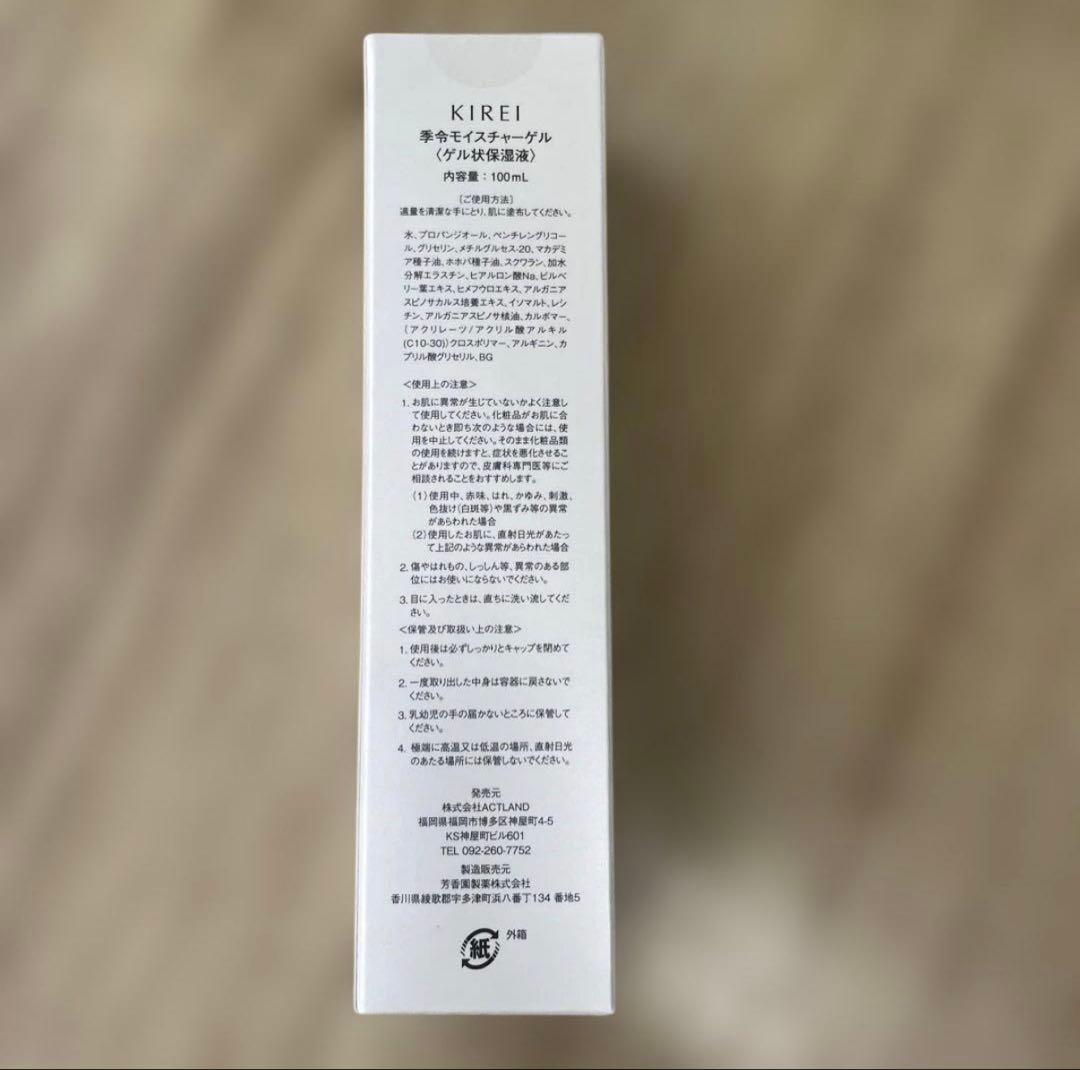 KIREI
季令モイスチャーゲル
〈ゲル状保湿液〉
内容量：100mL
〔ご使用方法〕
適量を清潔な手にとり、肌に塗布してください。
水、プロパンジオール、ペンチレングリコー
ル、グリセリン、メチルグルセス-20、マカデミ
ア種子油、ホホバ種子油、スクワラン、加水
分解エラスチン、ヒアルロン酸Na、ビルベ
リー葉エキス、ヒメフウロエキス、アルガニア
スピノサカルス培養エキス、イソマルト、レシ
チン、アルガニアスピノサ核油、カルボマー、
（アクリレーツ/アクリル酸アルキル
(C10-30)）クロスポリマー、アルギニン、カ
プリル酸グリセリル、BG
＜使用上の注意＞
1. お肌に異常が生じていないかよく注意し
て使用してください。化粧品がお肌に合
わないとき即ち次のような場合には、使
用を中止してください。そのまま化粧品類
の使用を続けますと、症状を悪化させるこ
とがありますので、皮膚科専門医等にご
相談されることをおすすめします。
（1）使用中、赤味、はれ、かゆみ、刺激、
色抜け（白斑等）や黒ずみ等の異常
があらわれた場合
（2）使用したお肌に、直射日光があたっ
て上記のような異常があらわれた場合
2. 傷やはれもの、しっしん等、異常のある部
位にはお使いにならないでください。
3. 目に入ったときは、直ちに洗い流してくだ
さい。
＜保管及び取扱い上の注意＞
1. 使用後は必ずしっかりとキャップを閉めて
ください。
2. 一度取り出した中身は容器に戻さないで
ください。
3. 乳幼児の手の届かないところに保管して
ください。
4. 極端に高温又は低温の場所、直射日光
のあたる場所には保管しないでください。
発売元
株式会社ACTLAND
福岡県福岡市博多区神屋町4-5
KS神屋町ビル601
TEL 092-260-7752
製造販売元
芳香園製薬株式会社
香川県綾歌郡宇多津町浜八番丁134 番地5
紙 外箱